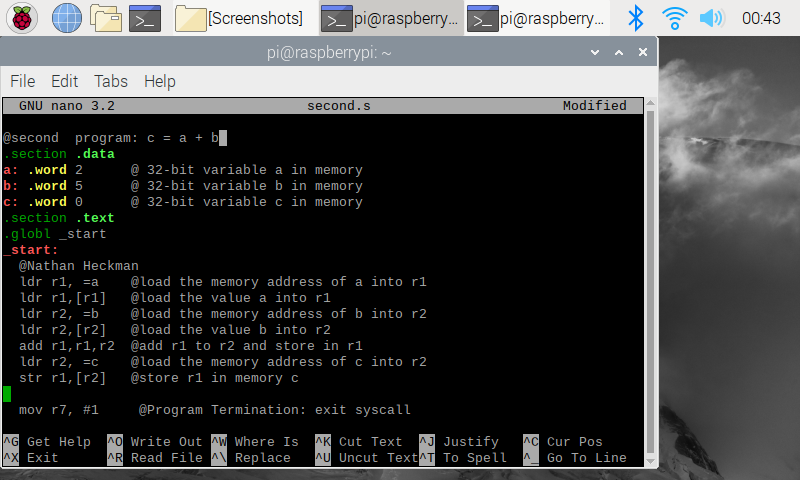 [Screenshots] pi@raspberry... pi@raspberry... 00:43
pi@raspberrypi: ~
File Edit Tabs Help
GNU nano 3.2 second.s Modified
@second  program: c = a + b
.section .data
a: .word 2      @ 32-bit variable a in memory
b: .word 5      @ 32-bit variable b in memory
c: .word 0      @ 32-bit variable c in memory
.section .text
.globl _start
_start:
  @Nathan Heckman
  ldr r1, =a    @load the memory address of a into r1
  ldr r1,[r1]   @load the value a into r1
  ldr r2, =b    @load the memory address of b into r2
  ldr r2,[r2]   @load the value b into r2
  add r1,r1,r2  @add r1 to r2 and store in r1
  ldr r2, =c    @load the memory address of c into r2
  str r1,[r2]   @store r1 in memory c
  mov r7, #1     @Program Termination: exit syscall
^G Get Help ^O Write Out ^W Where Is ^K Cut Text ^J Justify ^C Cur Pos
^X Exit ^R Read File ^\ Replace ^U Uncut Text ^T To Spell ^_ Go To Line